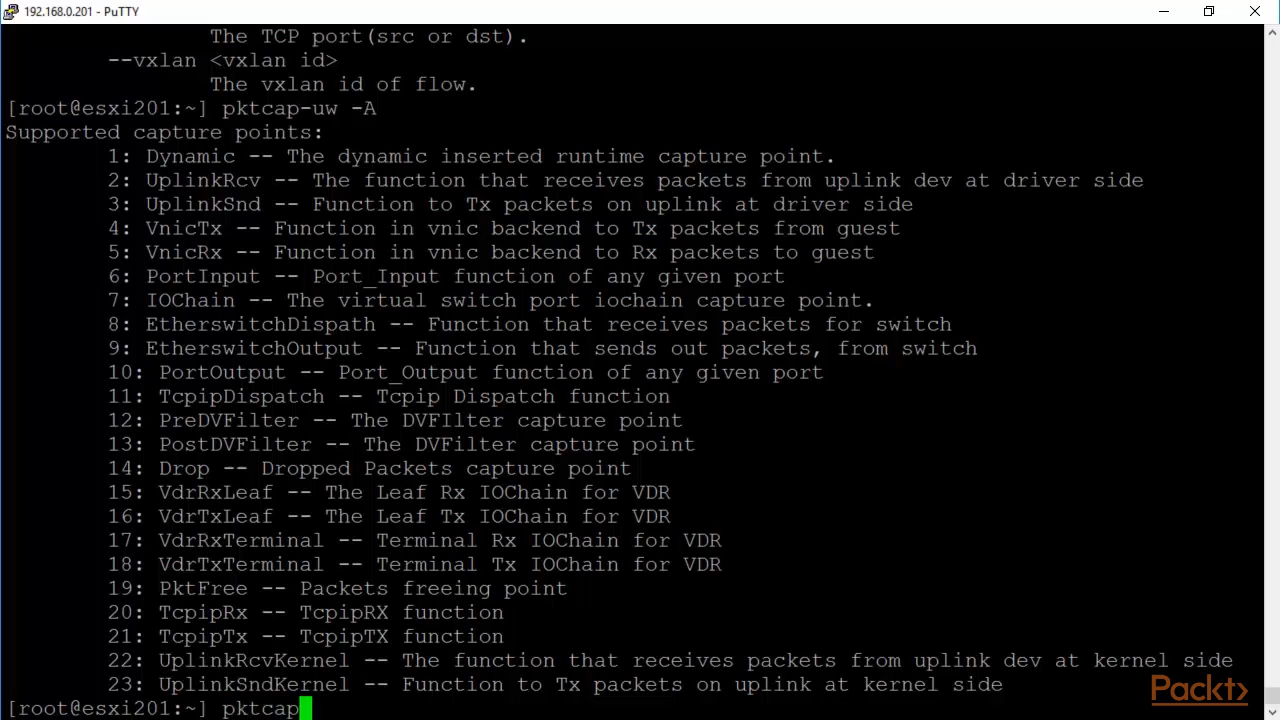 192.168.0.201 - PuTTY
The TCP port(src or dst).
--vxlan <vxlan id>
The vxlan id of flow.
[root@esxi201:~] pktcap-uw -A
Supported capture points:
1: Dynamic -- The dynamic inserted runtime capture point.
2: UplinkRcv -- The function that receives packets from uplink dev at driver side
3: UplinkSnd -- Function to Tx packets on uplink at driver side
4: VnicTx -- Function in vnic backend to Tx packets from guest
5: VnicRx -- Function in vnic backend to Rx packets to guest
6: PortInput -- Port_Input function of any given port
7: IOChain -- The virtual switch port iochain capture point.
8: EtherswitchDispath -- Function that receives packets for switch
9: EtherswitchOutput -- Function that sends out packets, from switch
10: PortOutput -- Port_Output function of any given port
11: TcpipDispatch -- Tcpip Dispatch function
12: PreDVFilter -- The DVFIlter capture point
13: PostDVFilter -- The DVFilter capture point
14: Drop -- Dropped Packets capture point
15: VdrRxLeaf -- The Leaf Rx IOChain for VDR
16: VdrTxLeaf -- The Leaf Tx IOChain for VDR
17: VdrRxTerminal -- Terminal Rx IOChain for VDR
18: VdrTxTerminal -- Terminal Tx IOChain for VDR
19: PktFree -- Packets freeing point
20: TcpipRx -- TcpipRX function
21: TcpipTx -- TcpipTX function
22: UplinkRcvKernel -- The function that receives packets from uplink dev at kernel side
23: UplinkSndKernel -- Function to Tx packets on uplink at kernel side
[root@esxi201:~] pktcap
Packt>